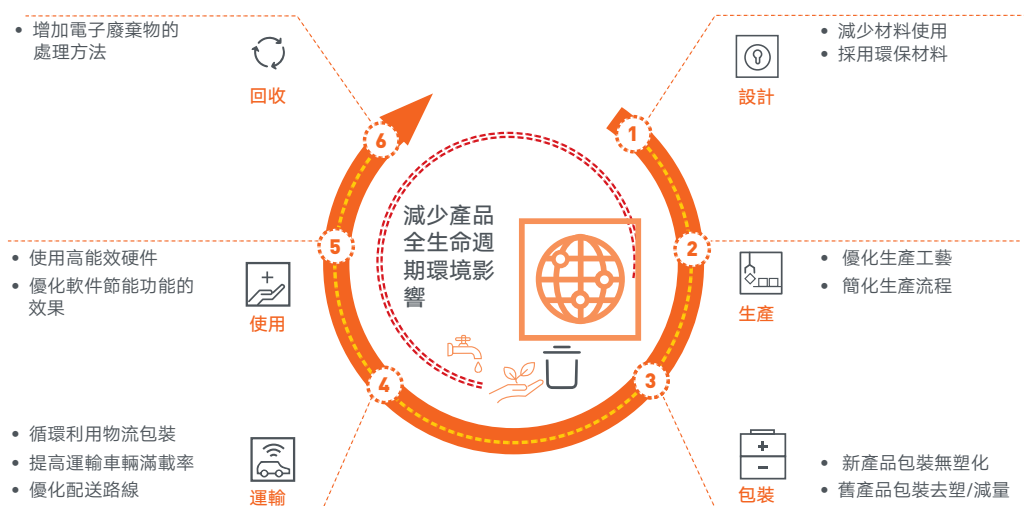 1
減少材料使用
採用環保材料
設計
2
優化生產工藝
簡化生產流程
生產
3
新產品包裝無塑化
舊產品包裝去塑/減量
包裝
4
循環利用物流包裝
提高運輸車輛滿載率
優化配送路線
運輸
5
使用高能效硬件
優化軟件節能功能的
效果
使用
6
增加電子廢棄物的
處理方法
回收
減少產品
全生命週
期環境影
響